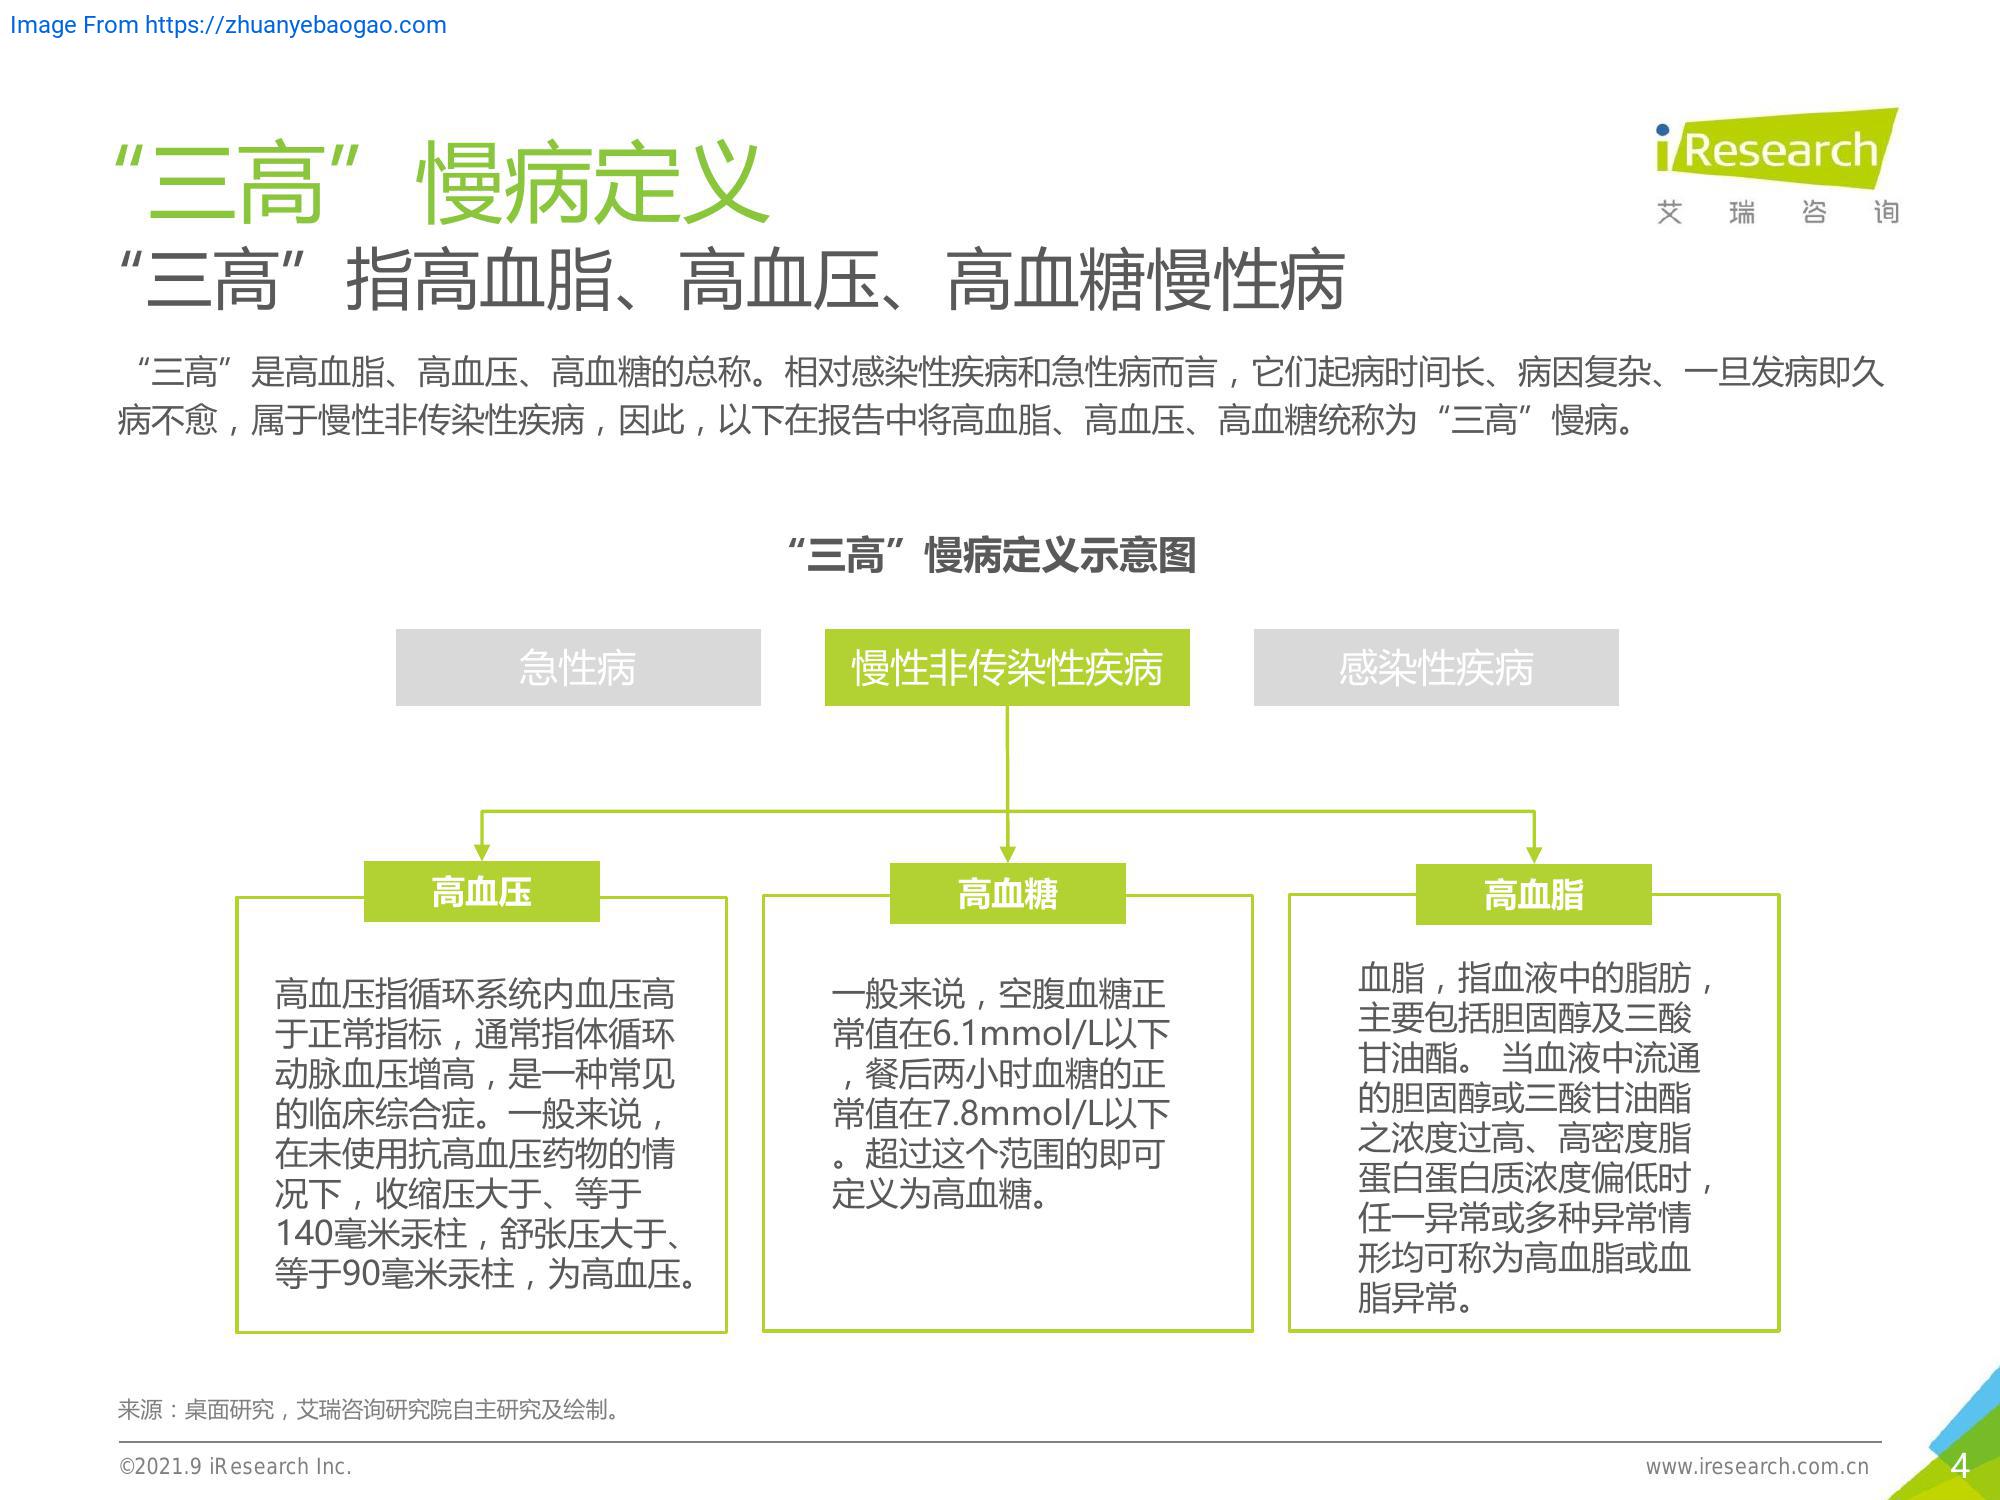 Image From https://zhuanyebaogao.com
iResearch
艾瑞咨询
“三高”慢病定义
“三高”指高血脂、高血压、高血糖慢性病
“三高”是高血脂、高血压、高血糖的总称。相对感染性疾病和急性病而言，它们起病时间长、病因复杂、一旦发病即久
病不愈，属于慢性非传染性疾病，因此，以下在报告中将高血脂、高血压、高血糖统称为“三高”慢病。
“三高”慢病定义示意图
急性病
慢性非传染性疾病
感染性疾病
高血压
高血压指循环系统内血压高
于正常指标，通常指体循环
动脉血压增高，是一种常见
的临床综合症。一般来说，
在未使用抗高血压药物的情
况下，收缩压大于、等于
140毫米汞柱，舒张压大于、
等于90毫米汞柱，为高血压。
高血糖
一般来说，空腹血糖正
常值在6.1mmol/L以下
，餐后两小时血糖的正
常值在7.8mmol/L以下
。超过这个范围的即可
定义为高血糖。
高血脂
血脂，指血液中的脂肪，
主要包括胆固醇及三酸
甘油酯。 当血液中流通
的胆固醇或三酸甘油酯
之浓度过高、高密度脂
蛋白蛋白质浓度偏低时，
任一异常或多种异常情
形均可称为高血脂或血
脂异常。
来源：桌面研究，艾瑞咨询研究院自主研究及绘制。
©2021.9 iResearch Inc.
www.iresearch.com.cn
4